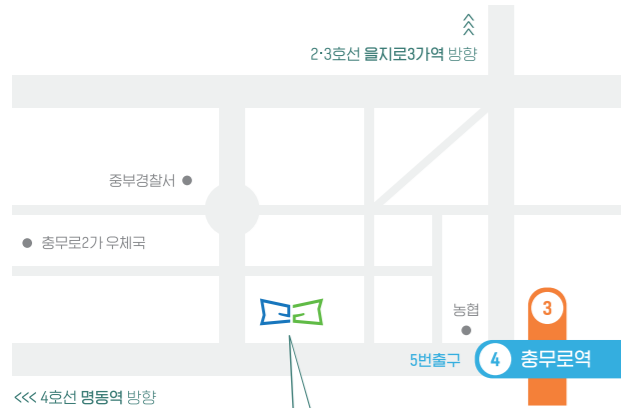 2·3호선 을지로3가역 방향
중부경찰서
충무로2가 우체국
농협
3
5번출구
4 충무로역
<<< 4호선 명동역 방향